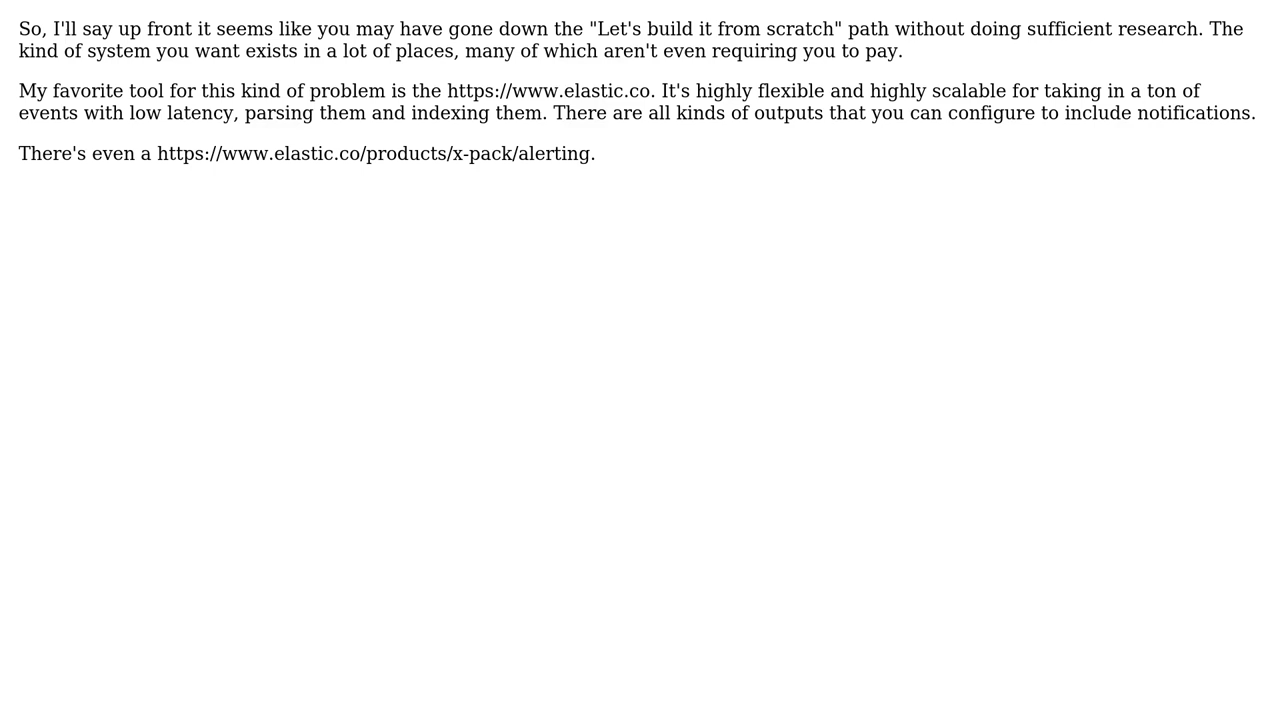 So, I'll say up front it seems like you may have gone down the "Let's build it from scratch" path without doing sufficient research. The
kind of system you want exists in a lot of places, many of which aren't even requiring you to pay.
My favorite tool for this kind of problem is the https://www.elastic.co. It's highly flexible and highly scalable for taking in a ton of
events with low latency, parsing them and indexing them. There are all kinds of outputs that you can configure to include notifications.
There's even a https://www.elastic.co/products/x-pack/alerting.